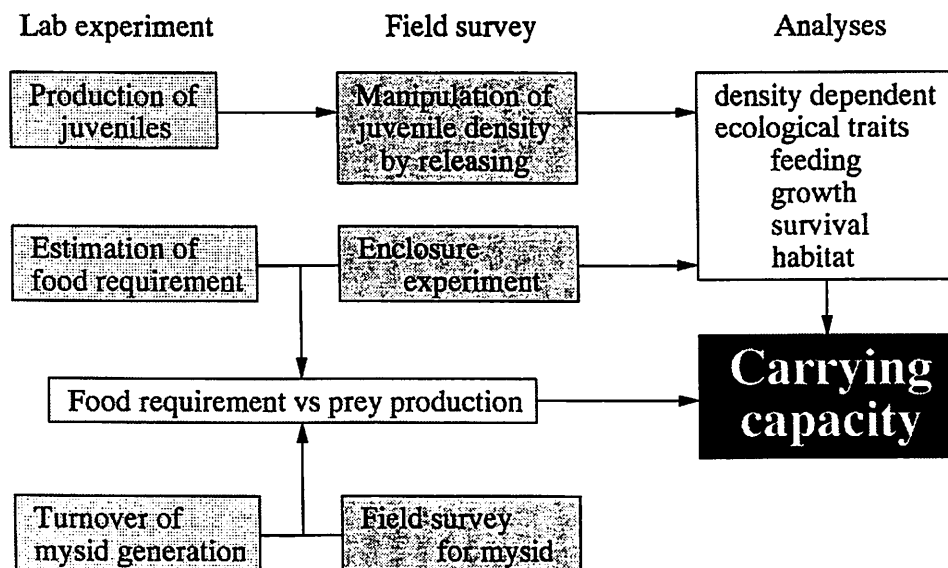 Lab experiment
Field survey
Analyses
Production of
juveniles
Manipulation of
juvenile density
by releasing
density dependent
ecological traits
feeding
growth
survival
habitat
Estimation of
food requirement
Enclosure
experiment
Food requirement vs prey production
Carrying
capacity
Turnover of
mysid generation
Field survey
for mysid